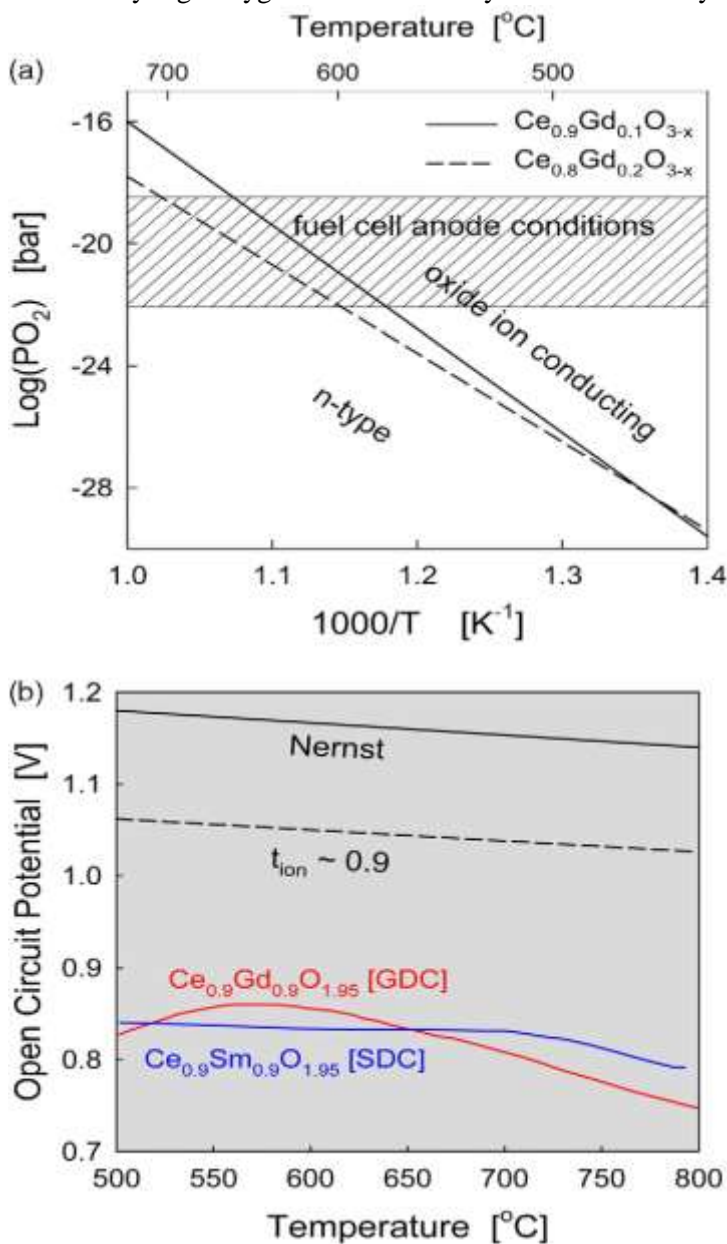 Temperature [°C]
(a)
700 600 500
-16
-20
-24
-28
Log(PO₂) [bar]
Ce₀.₉Gd₀.₁O₃₋ₓ
Ce₀.₈Gd₀.₂O₃₋ₓ
fuel cell anode conditions
oxide ion conducting
n-type
1.0 1.1 1.2 1.3 1.4
1000/T [K⁻¹]
(b)
1.2
1.1
1.0
0.9
0.8
0.7
Open Circuit Potential [V]
Nernst
tᵢₒₙ ~ 0.9
Ce₀.₉Gd₀.₉O₁.₉₅ [GDC]
Ce₀.₉Sm₀.₉O₁.₉₅ [SDC]
500 550 600 650 700 750 800
Temperature [°C]